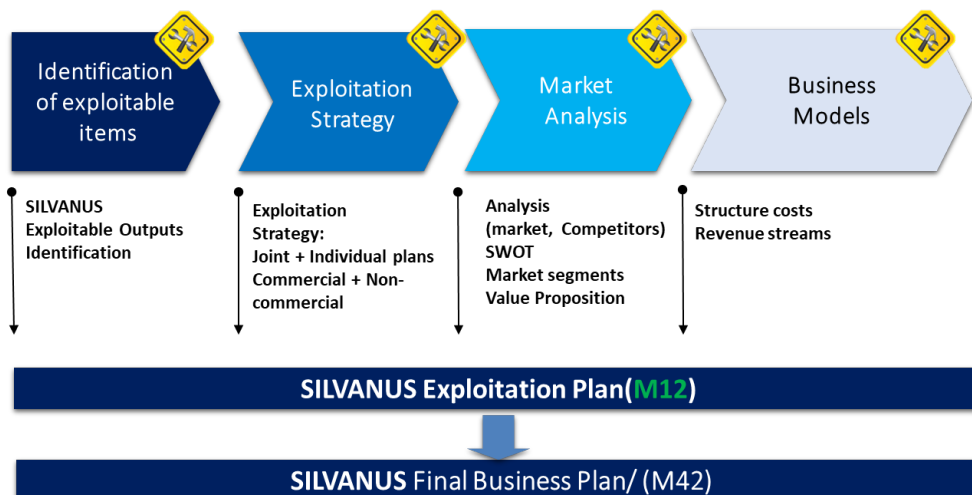 Identification
of exploitable
items
Exploitation
Strategy
Market
Analysis
Business
Models
SILVANUS
Exploitable Outputs
Identification
Exploitation
Strategy:
Joint + Individual plans
Commercial + Non-
commercial
Analysis
(market, Competitors)
SWOT
Market segments
Value Proposition
Structure costs
Revenue streams
SILVANUS Exploitation Plan(M12)
SILVANUS Final Business Plan/ (M42)